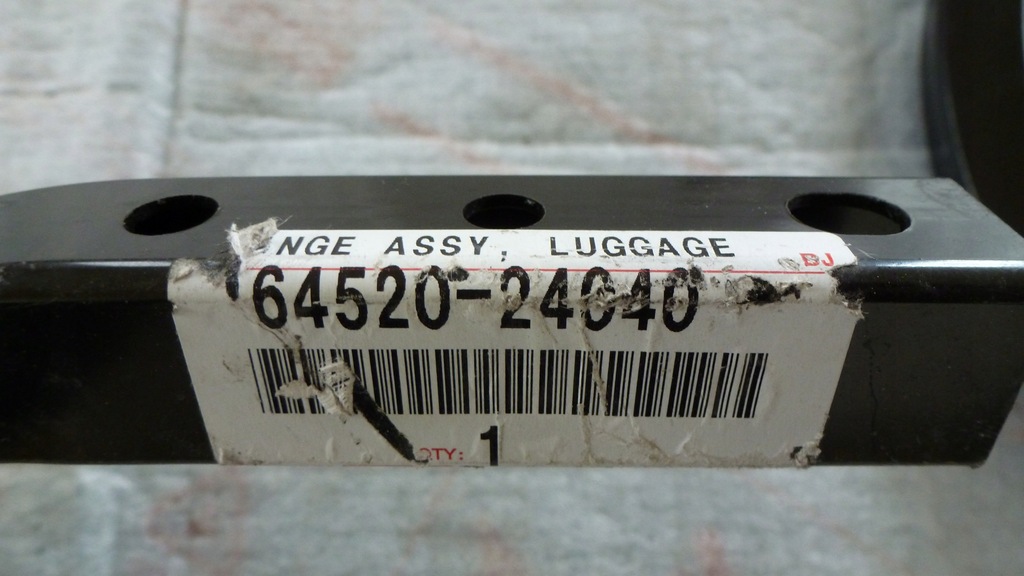 NGE ASSY, LUGGAGE
BJ
64520-24040
QTY: 1